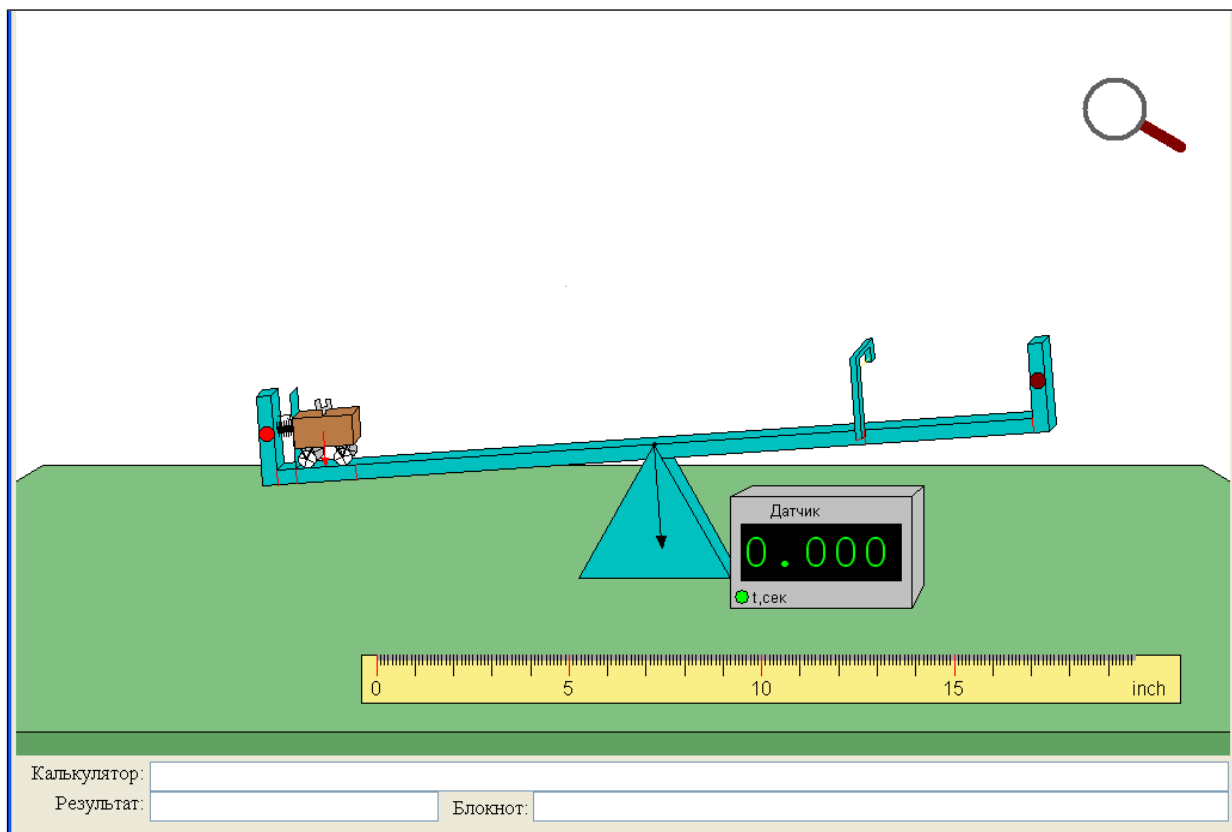 Датчик
0.000
t,сек
0 5 10 15 inch
Калькулятор:
Результат: Блокнот: